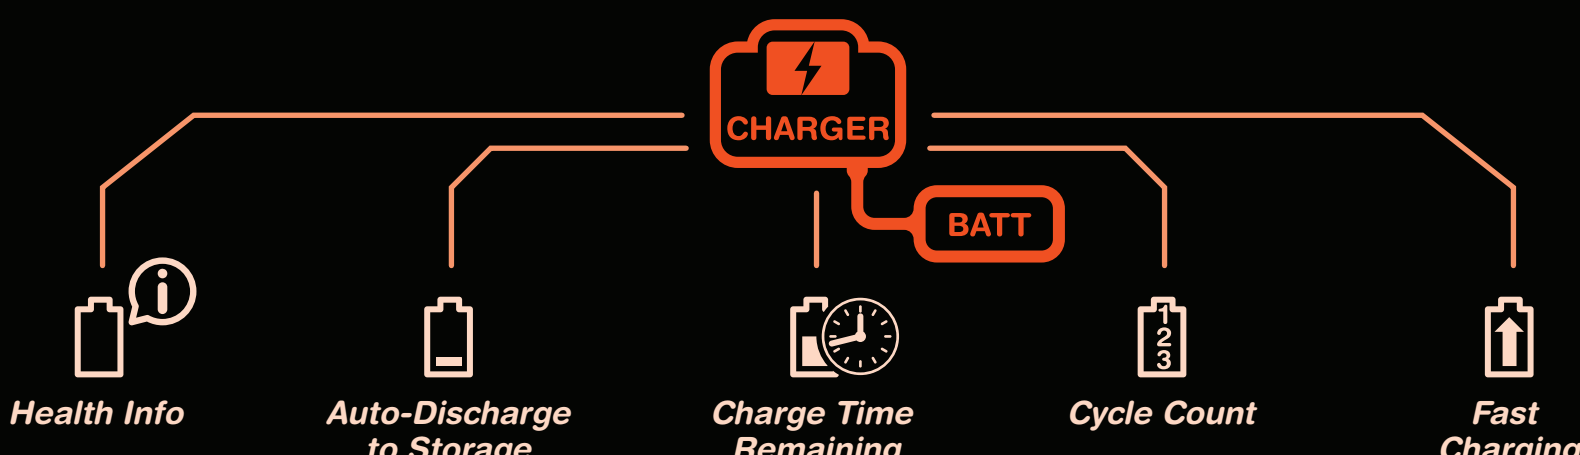 CHARGER
BATT
1
2
3
Health Info
Auto-Discharge
to Storage
Charge Time
Remaining
Cycle Count
Fast
Charging